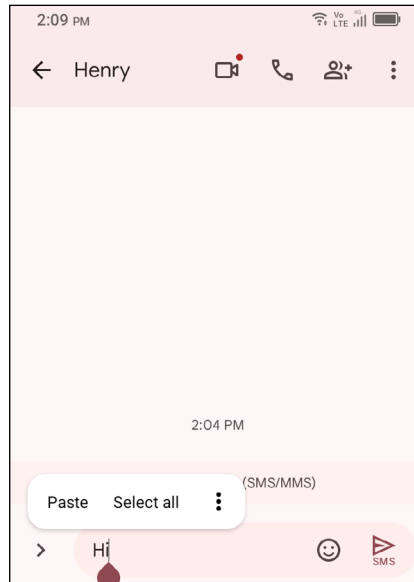 2:09 PM
Vo
LTE
4G
Henry
2:04 PM
(SMS/MMS)
Paste Select all
Hi
SMS